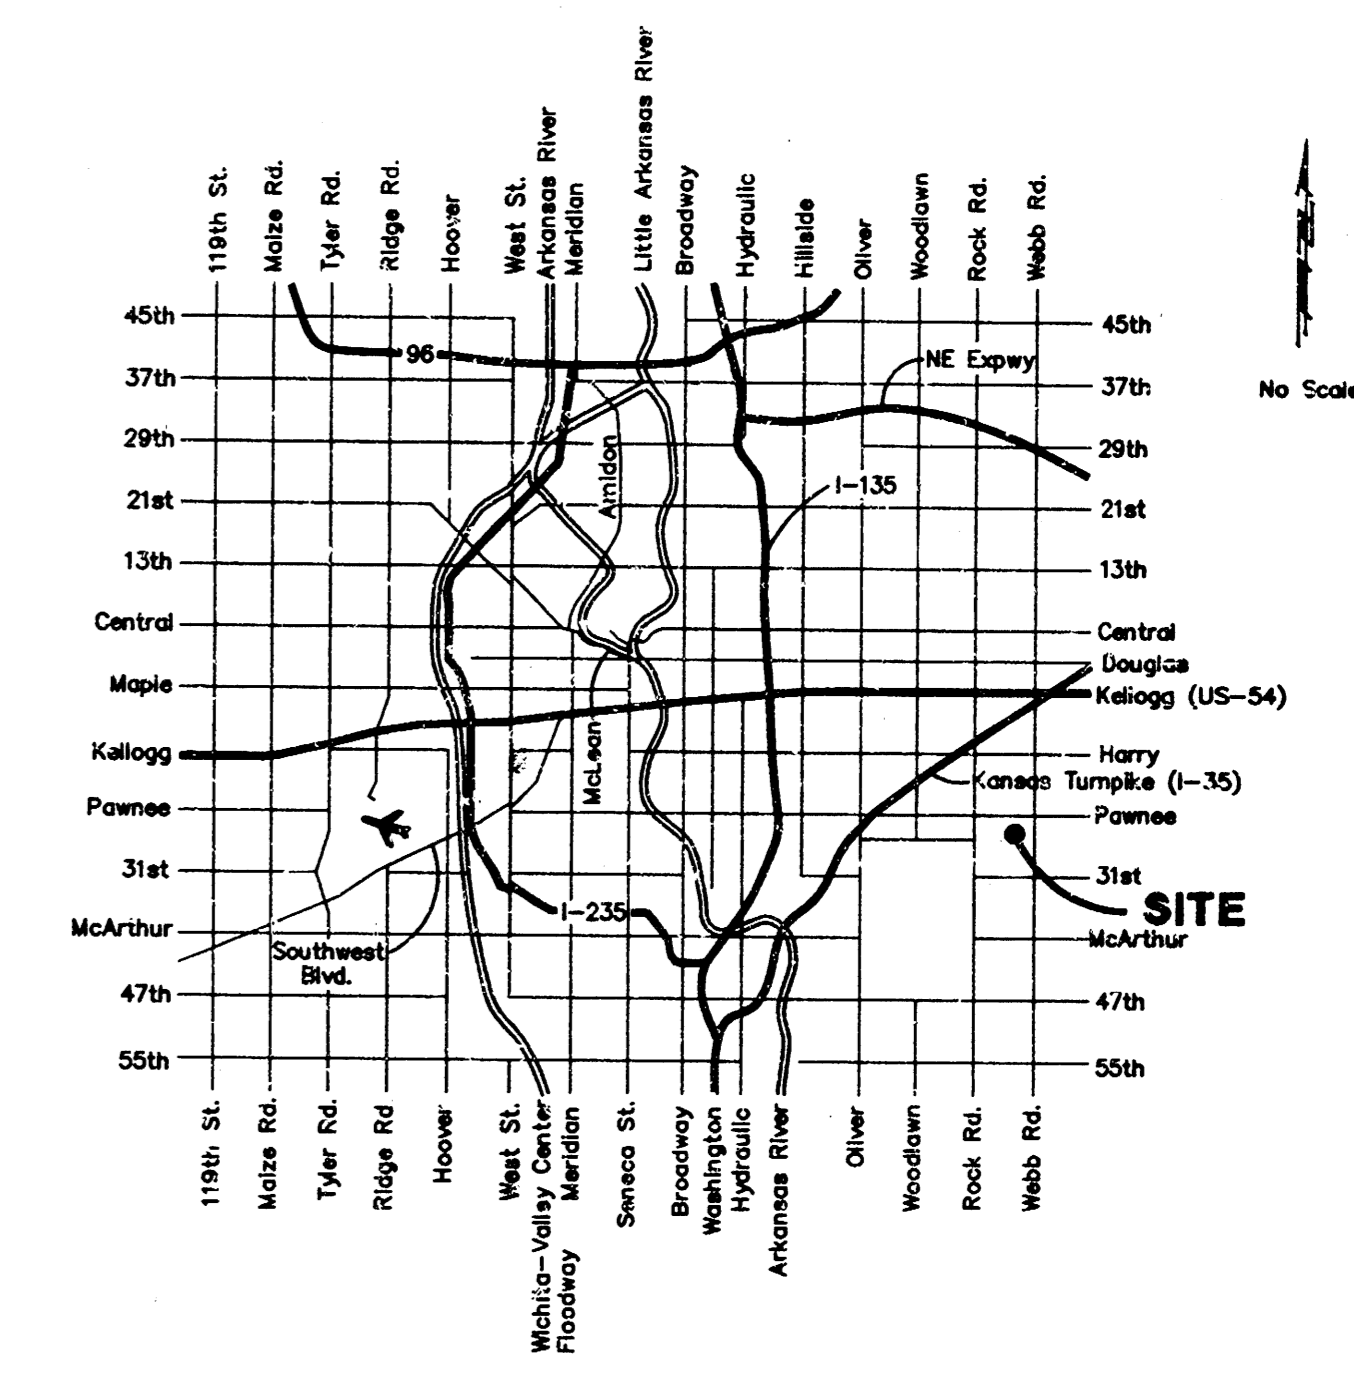 119th St.
Maize Rd.
Tyler Rd.
Ridge Rd.
Hoover
West St.
Arkansas River
Meridian
Little Arkansas River
Broadway
Hydraulic
Hillside
Oliver
Woodlawn
Rock Rd.
Webb Rd.
45th
45th
96
NE Expwy
37th
37th
No Scale
29th
29th
Amidon
I-135
21st
21st
13th
13th
Central
Central
Douglas
Maple
Kellogg (US-54)
Kellogg
McLean
Harry
Kansas Turnpike (I-35)
Pawnee
Pawnee
31st
31st
I-235
SITE
McArthur
McArthur
Southwest
Blvd.
47th
47th
55th
55th
119th St.
Maize Rd.
Tyler Rd.
Ridge Rd
Hoover
West St.
Wichita-Valley Center
Floodway
Meridian
Seneca St.
Broadway
Washington
Hydraulic
Arkansas River
Oliver
Woodlawn
Rock Rd.
Webb Rd.